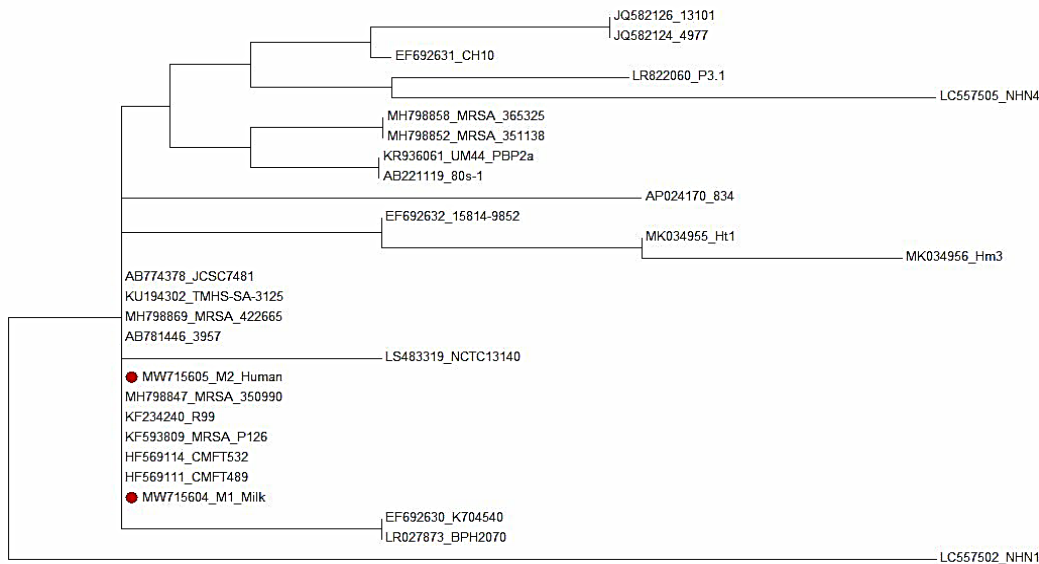 JQ582126_13101
JQ582124_4977
EF692631_CH10
LR822060_P3.1
LC557505_NHN4
MH798858_MRSA_365325
MH798852_MRSA_351138
KR936061_UM44_PBP2a
AB221119_80s-1
AP024170_834
EF692632_15814-9852
MK034955_Ht1
MK034956_Hm3
AB774378_JCSC7481
KU194302_TMHS-SA-3125
MH798869_MRSA_422665
AB781446_3957
LS483319_NCTC13140
MW715605_M2_Human
MH798847_MRSA_350990
KF234240_R99
KF593809_MRSA_P126
HF569114_CMFT532
HF569111_CMFT489
MW715604_M1_Milk
EF692630_K704540
LR027873_BPH2070
LC557502_NHN1